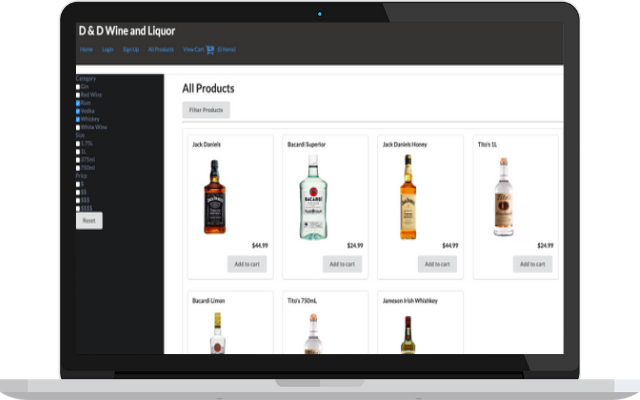 D & D Wine and Liquor
Home Login Sign Up All Products View Cart (0 items)
Category
Gin
Red Wine
Rum
Vodka
Whiskey
White Wine
Size
1.75L
1L
375ml
750ml
Price
$
$$
$$$
$$$$
Reset
All Products
Filter Products
Jack Daniels
Bacardi Superior
Jack Daniels Honey
Tito's 1L
BACARDI
Tito's
$44.99
$24.99
$44.99
$24.99
Add to cart
Add to cart
Add to cart
Add to cart
Bacardi Limon
Tito's 750mL
Jameson Irish Whishkey